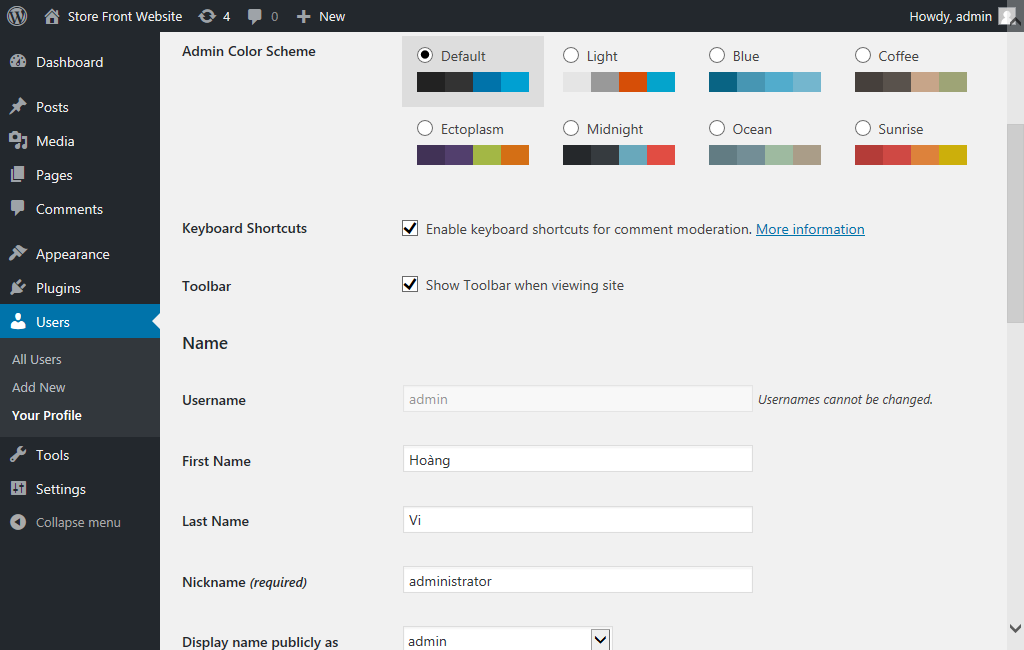 Store Front Website 4 0 New Howdy, admin
Dashboard
Posts
Media
Pages
Comments
Appearance
Plugins
Users
All Users
Add New
Your Profile
Tools
Settings
Collapse menu
Admin Color Scheme
Default Light Blue Coffee
Ectoplasm Midnight Ocean Sunrise
Keyboard Shortcuts Enable keyboard shortcuts for comment moderation. More information
Toolbar Show Toolbar when viewing site
Name
Username admin Usernames cannot be changed.
First Name Hoàng
Last Name Vi
Nickname (required) administrator
Display name publicly as admin